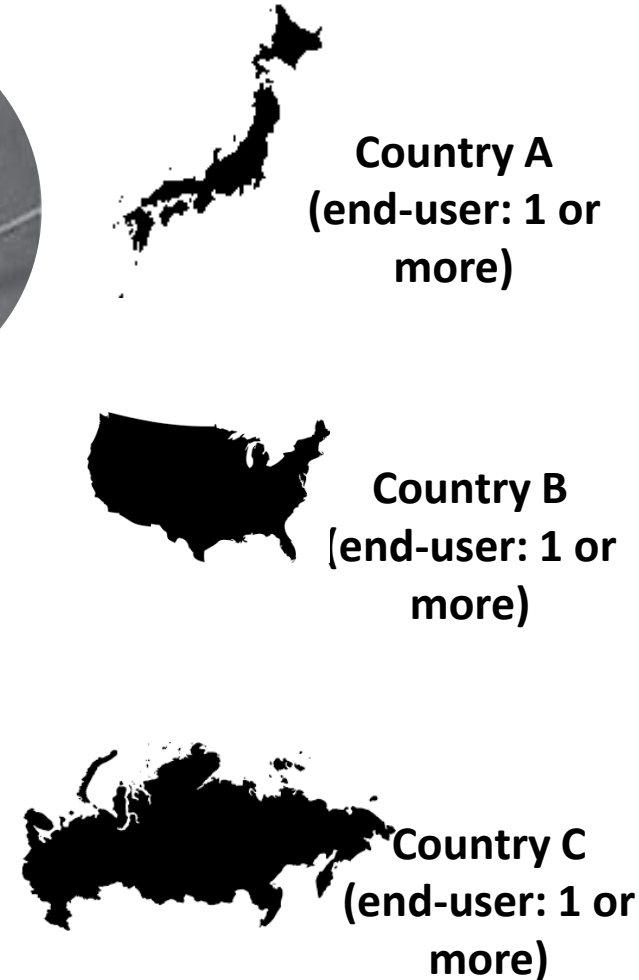 Country A
(end-user: 1 or
more)
Country B
(end-user: 1 or
more)
Country C
(end-user: 1 or
more)